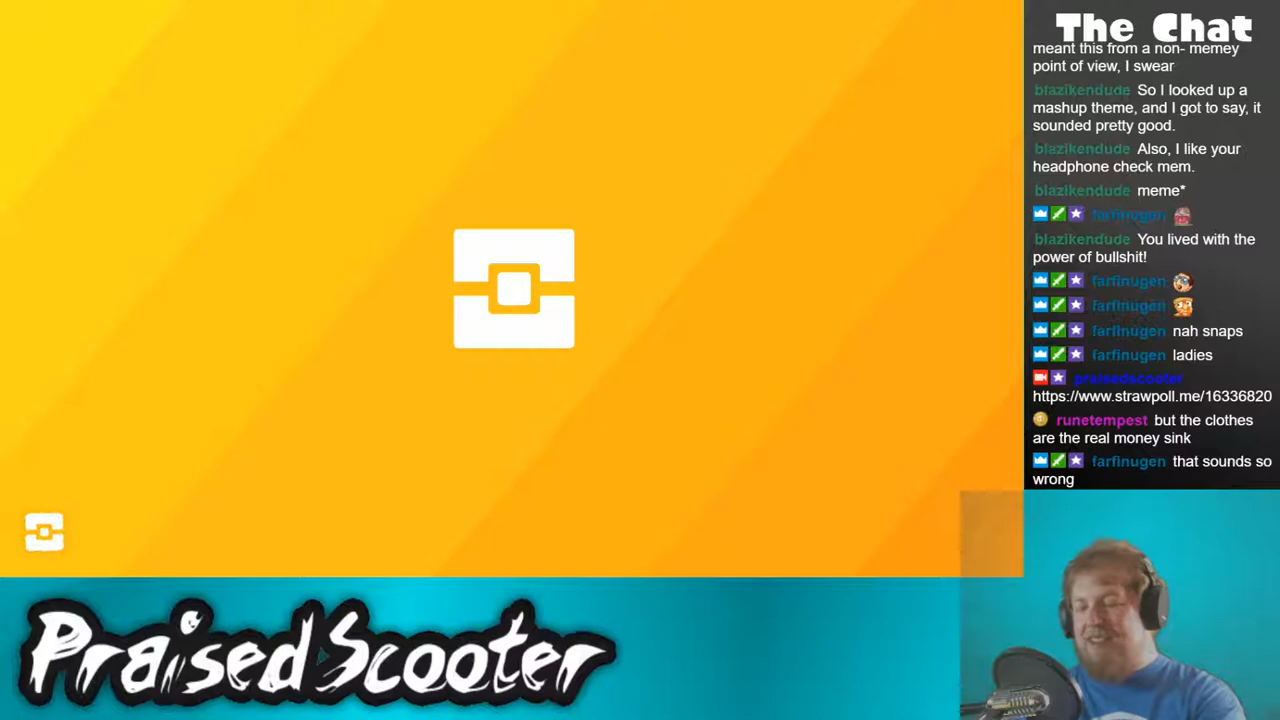 The Chat
meant this from a non- memey
point of view, I swear
blazikendude So I looked up a
mashup theme, and I got to say, it
sounded pretty good.
blazikendude Also, I like your
headphone check mem.
blazikendude meme*
farfinugen
blazikendude You lived with the
power of bullshit!
farfinugen
farfinugen
farfinugen nah snaps
farfinugen ladies
praisedscooter
https://www.strawpoll.me/16336820
runetempest but the clothes
are the real money sink
farfinugen that sounds so
wrong
PraisedScooter